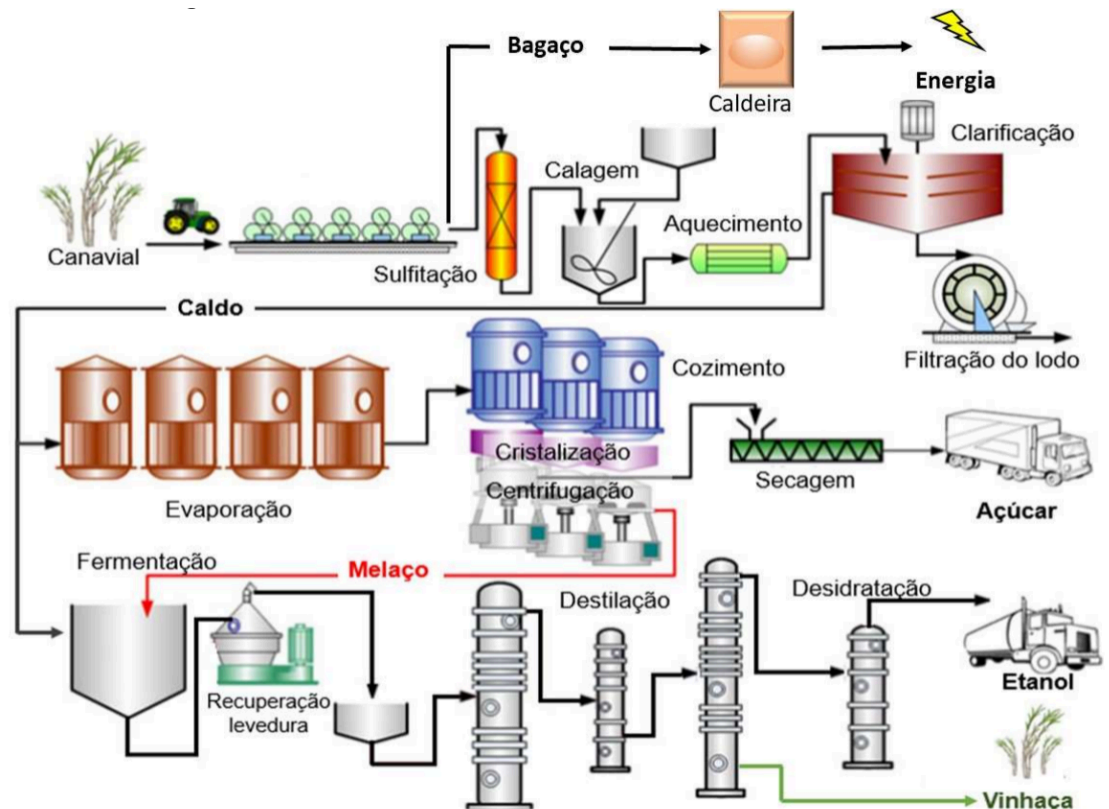 Bagaço
Caldeira
Energia
Clarificação
Calagem
Aquecimento
Canavial
Sulfitação
Caldo
Filtração do lodo
Cozimento
Cristalização
Centrifugação
Secagem
Evaporação
Açúcar
Fermentação
Melaço
Destilação
Desidratação
Recuperação
levedura
Etanol
Vinhaça